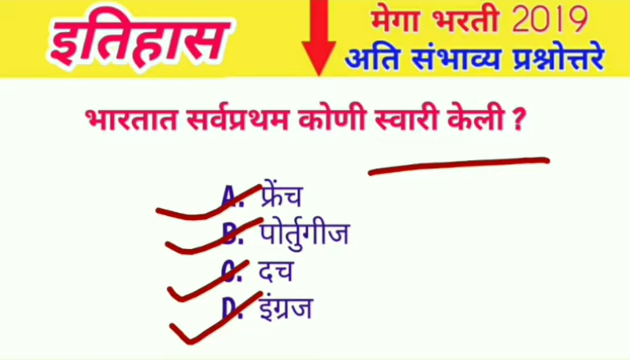 इतिहास
मेगा भरती 2019
अति संभाव्य प्रश्नोत्तरे
भारतात सर्वप्रथम कोणी स्वारी केली ?
A. फ्रेंच
B. पोर्तुगीज
C. दच
D. इंग्रज